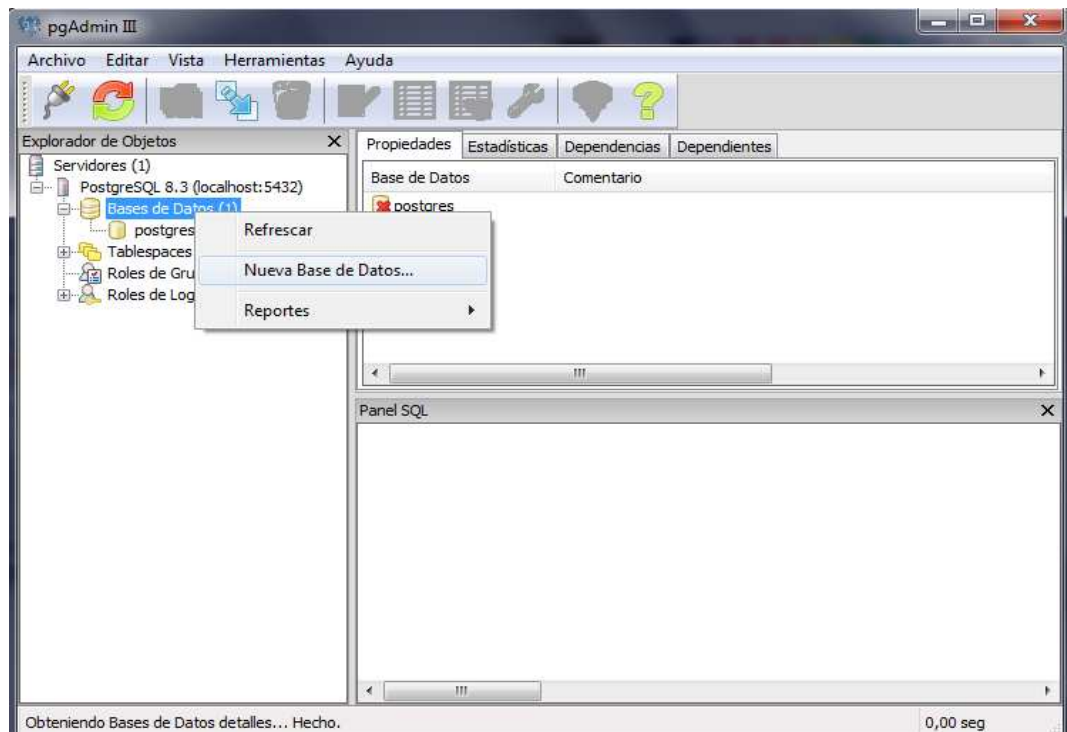 pgAdmin III
Archivo Editar Vista Herramientas Ayuda
Explorador de Objetos
Servidores (1)
PostgreSQL 8.3 (localhost:5432)
Bases de Datos (1)
postgres
Tablespaces
Roles de Gru
Roles de Log
Refrescar
Nueva Base de Datos...
Reportes
Propiedades Estadísticas Dependencias Dependientes
Base de Datos Comentario
postgres
Panel SQL
Obteniendo Bases de Datos detalles... Hecho. 0,00 seg